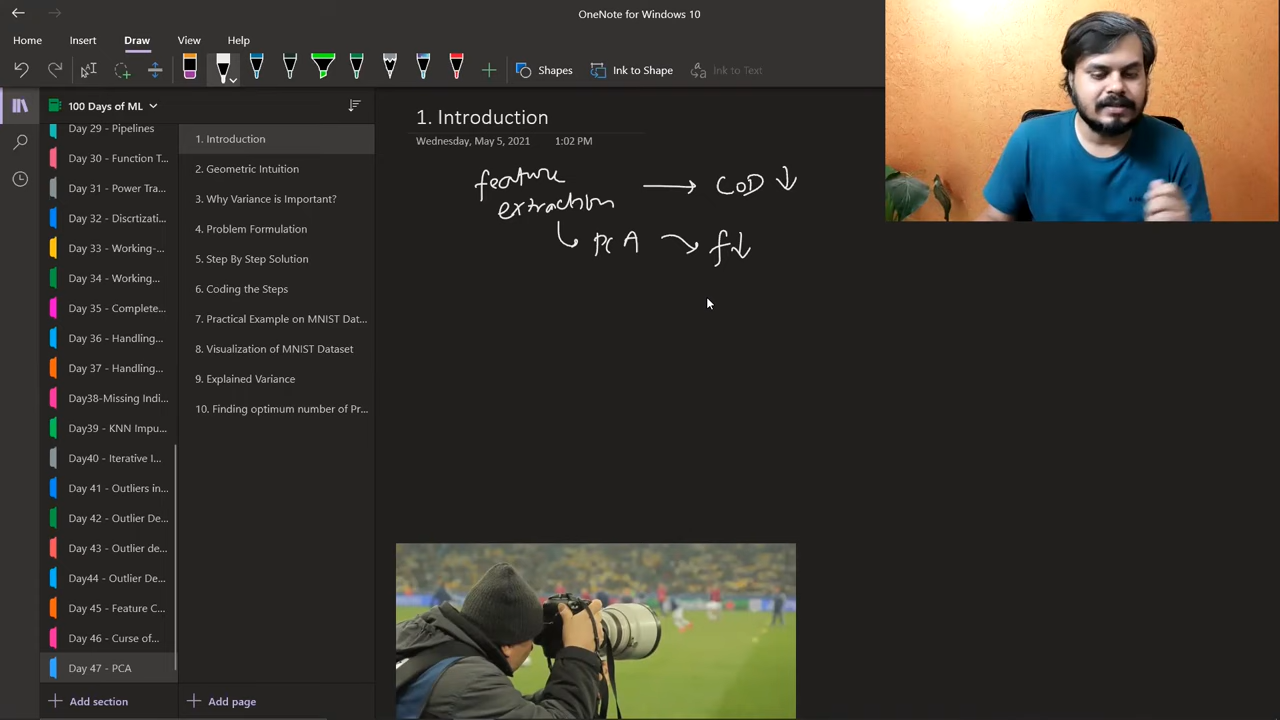 OneNote for Windows 10
Home Insert Draw View Help
Shapes Ink to Shape Ink to Text
100 Days of ML
Day 29 - Pipelines
Day 30 - Function T...
Day 31 - Power Tra...
Day 32 - Discrtizati...
Day 33 - Working-...
Day 34 - Working...
Day 35 - Complete...
Day 36 - Handling...
Day 37 - Handling...
Day38-Missing Indi...
Day39 - KNN Impu...
Day40 - Iterative I...
Day 41 - Outliers in...
Day 42 - Outlier De...
Day 43 - Outlier de...
Day44 - Outlier De...
Day 45 - Feature C...
Day 46 - Curse of...
Day 47 - PCA
Add section
1. Introduction
2. Geometric Intuition
3. Why Variance is Important?
4. Problem Formulation
5. Step By Step Solution
6. Coding the Steps
7. Practical Example on MNIST Dat...
8. Visualization of MNIST Dataset
9. Explained Variance
10. Finding optimum number of Pr...
Add page
1. Introduction
Wednesday, May 5, 2021 1:02 PM
feature
extraction → COD ↓
PCA → f↓